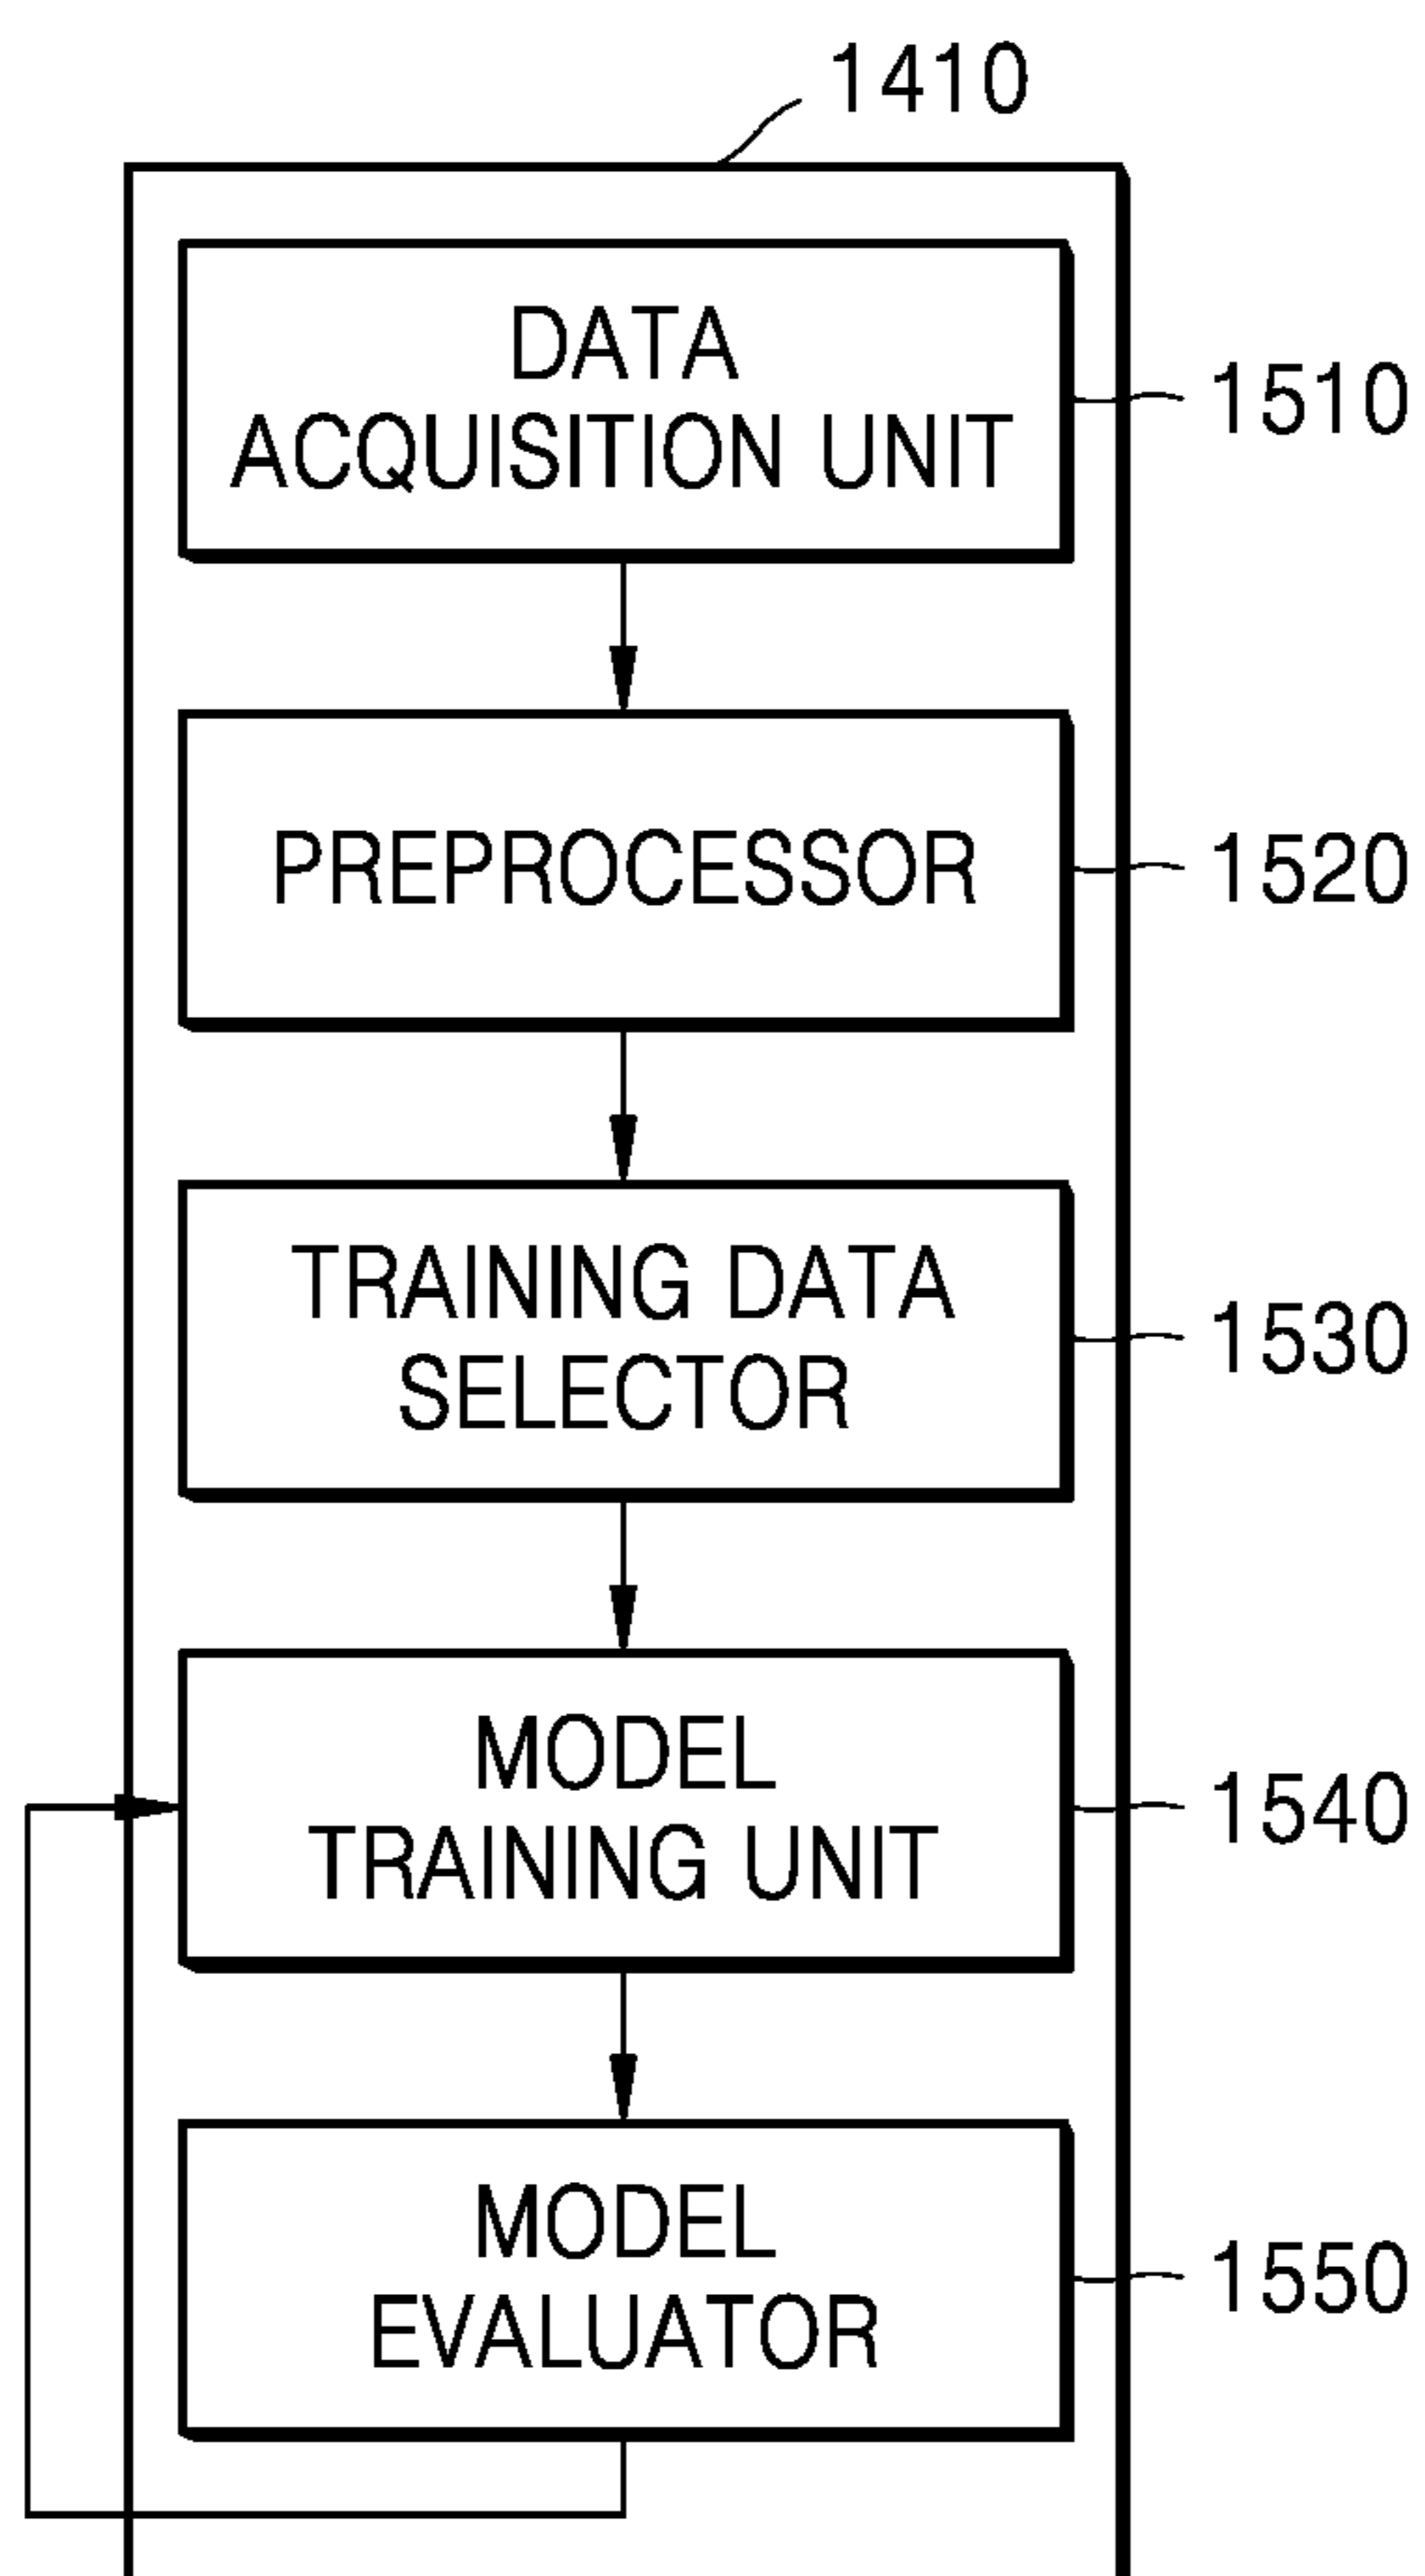 1410
DATA
ACQUISITION UNIT
1510
PREPROCESSOR
1520
TRAINING DATA
SELECTOR
1530
MODEL
TRAINING UNIT
1540
MODEL
EVALUATOR
1550